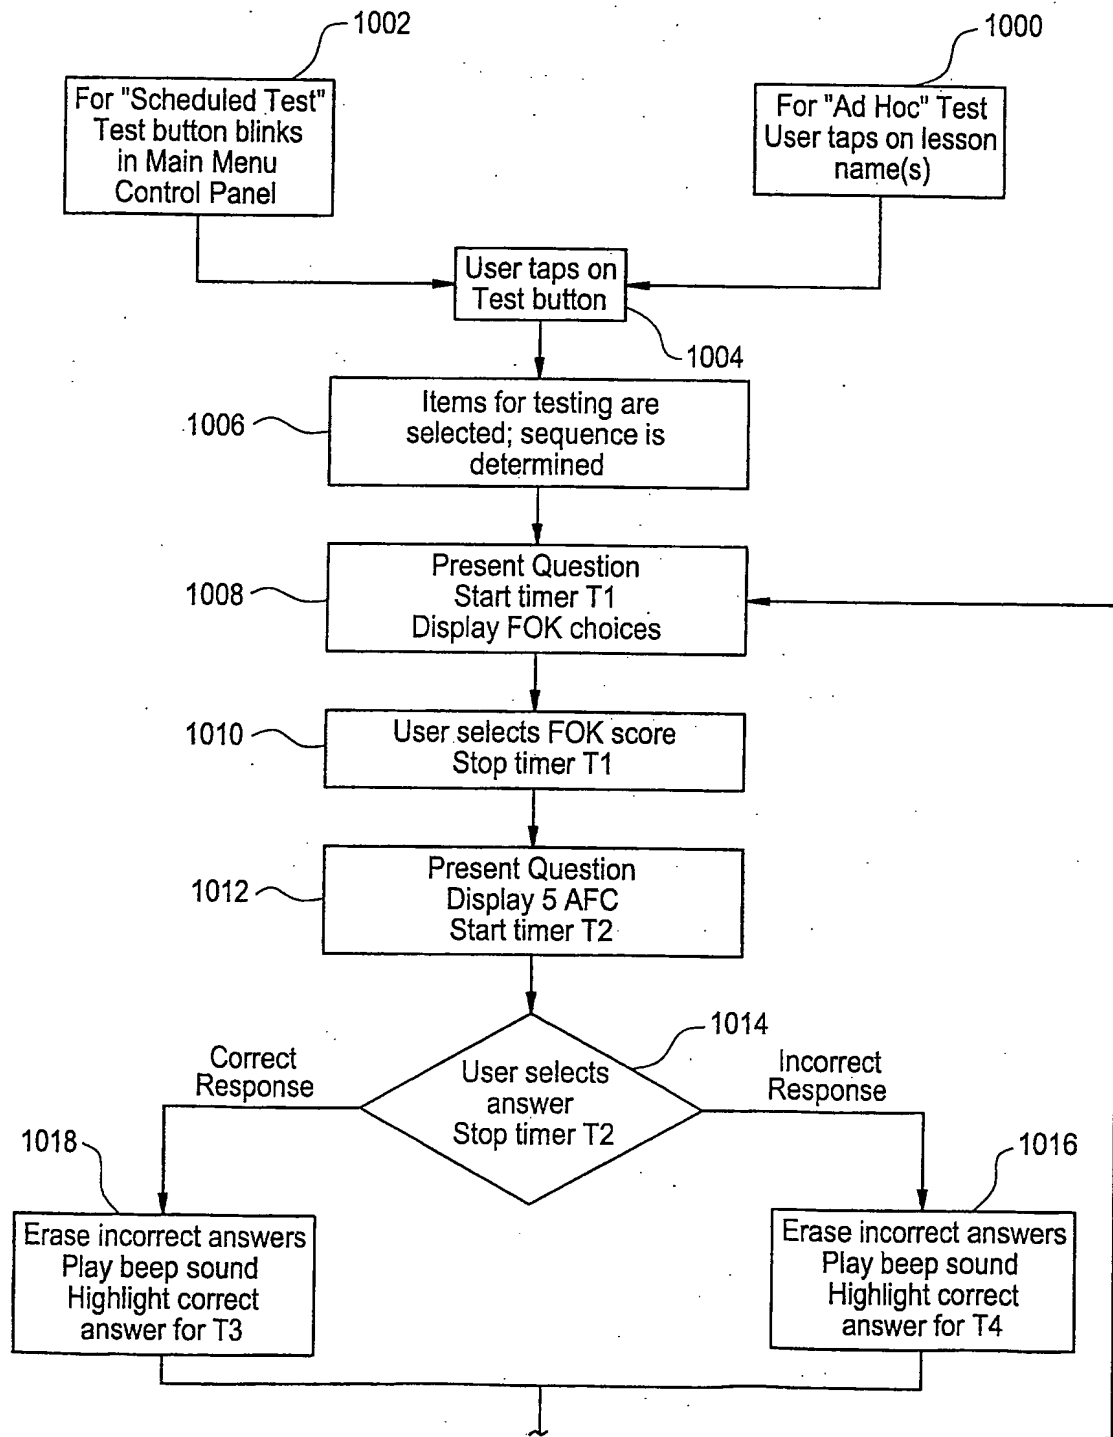 1002
For "Scheduled Test"
Test button blinks
in Main Menu
Control Panel
1000
For "Ad Hoc" Test
User taps on lesson
name(s)
User taps on
Test button
1004
1006
Items for testing are
selected; sequence is
determined
1008
Present Question
Start timer T1
Display FOK choices
1010
User selects FOK score
Stop timer T1
1012
Present Question
Display 5 AFC
Start timer T2
1014
User selects
answer
Stop timer T2
Correct
Response
Incorrect
Response
1018
Erase incorrect answers
Play beep sound
Highlight correct
answer for T3
1016
Erase incorrect answers
Play beep sound
Highlight correct
answer for T4